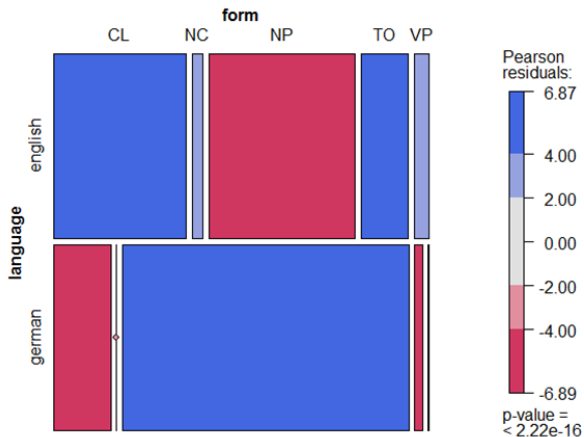 form
CL NC NP TO VP
language
english
german
Pearson
residuals:
6.87
4.00
2.00
0.00
-2.00
-4.00
-6.89
p-value =
< 2.22e-16